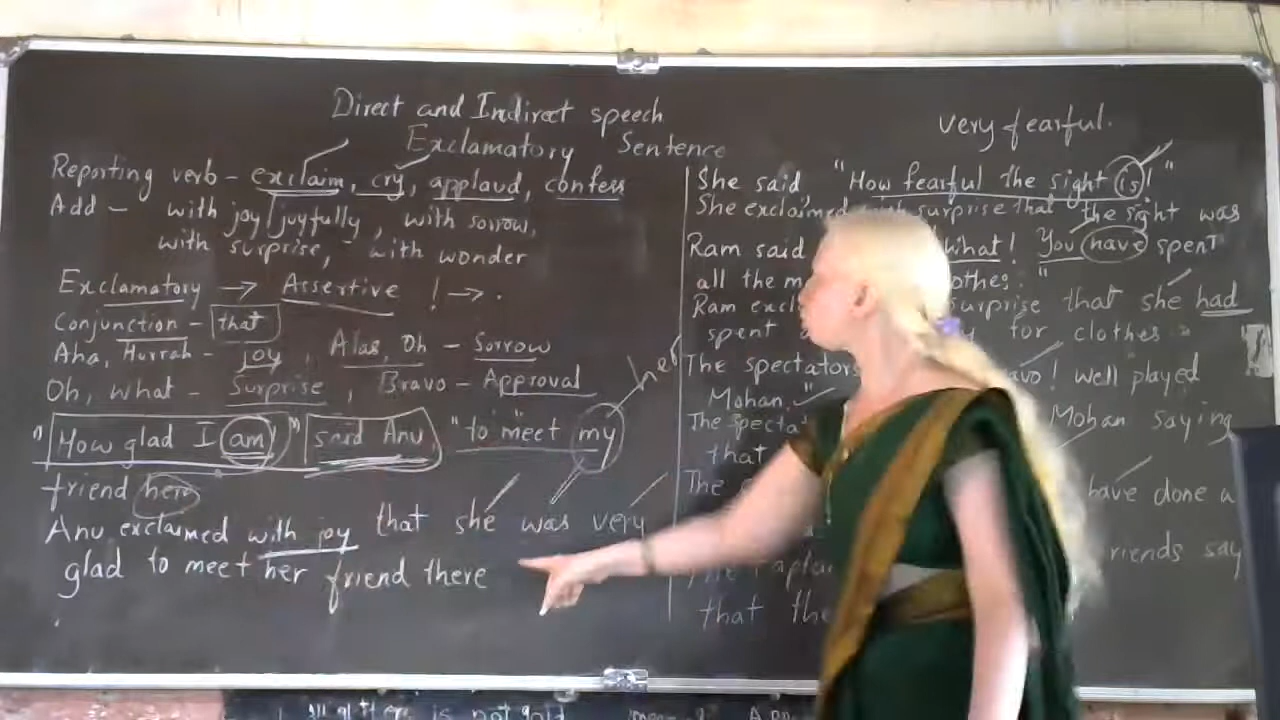 Direct and Indirect speech
Exclamatory Sentence
Reporting verb - exclaim, cry, applaud, confess
Add - with joy/joyfully, with sorrow,
with surprise, with wonder
Exclamatory → Assertive ! → .
Conjunction - that
Aha, Hurrah - joy, Alas, Oh - Sorrow
Oh, what - Surprise, Bravo - Approval
1) "How glad I am" said Anu "to meet my
her
friend here
Anu exclaimed with joy that she was very
glad to meet her friend there
very fearful.
She said, "How fearful the sight is!"
She exclaimed surprise that the sight was
Ram said what! You have spent
all the clothes."
Ram surprise that she had
spent for clothes
The spectators well played
Mohan."
The Mohan saying
that
The have done a
friends say
The
that
is not gold